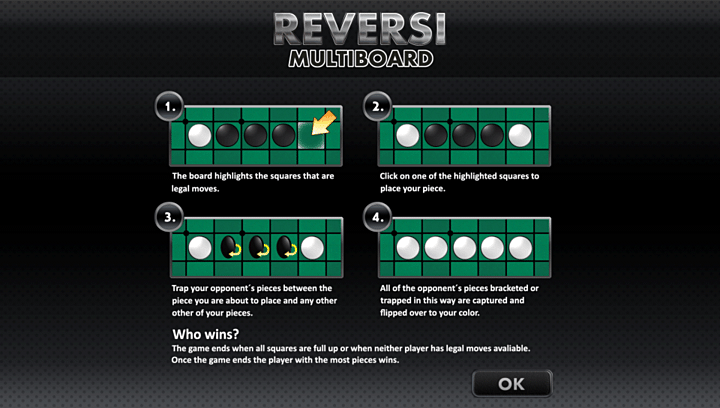 REVERSI
MULTIBOARD
1.
The board highlights the squares that are
legal moves.
2.
Click on one of the highlighted squares to
place your piece.
3.
Trap your opponent´s pieces between the
piece you are about to place and any other
other of your pieces.
4.
All of the opponent´s pieces bracketed or
trapped in this way are captured and
flipped over to your color.
Who wins?
The game ends when all squares are full up or when neither player has legal moves avaliable.
Once the game ends the player with the most pieces wins.
OK